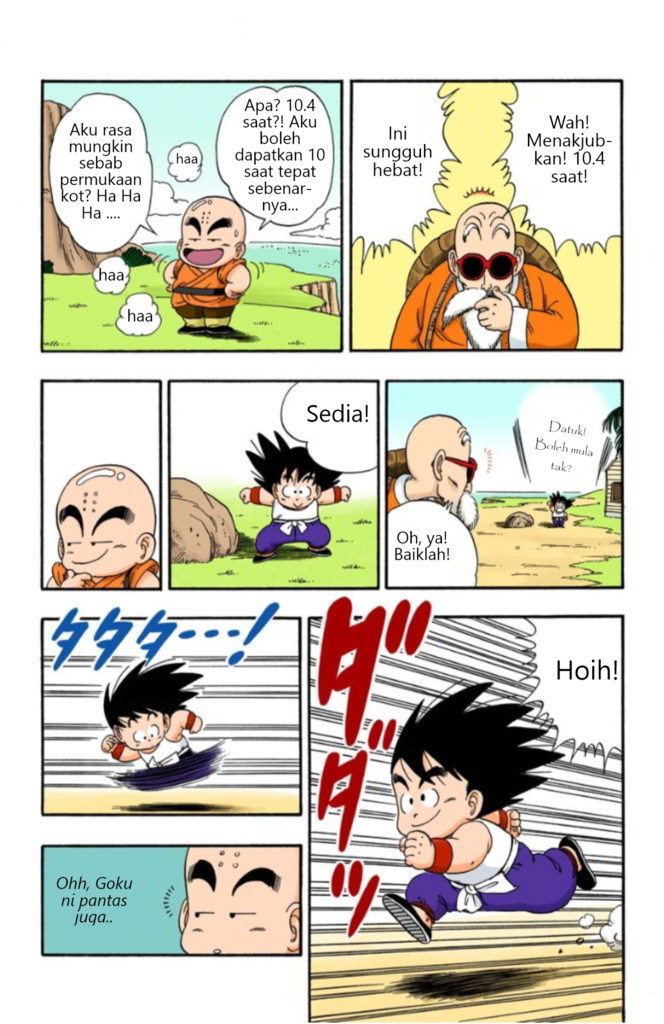 Wah!
Menakjub-
kan! 10.4
saat!
Ini
sungguh
hebat!
Apa? 10.4
saat?! Aku
boleh
dapatkan 10
saat tepat
sebenar-
nya...
Aku rasa
mungkin
sebab
permukaan
kot? Ha Ha
Ha ....
haa
haa
haa
Datuk!
Boleh mula
tak?
Oh, ya!
Baiklah!
Sedia!
Hoih!
ダダッ
タタタ…!
Ohh, Goku
ni pantas
juga..